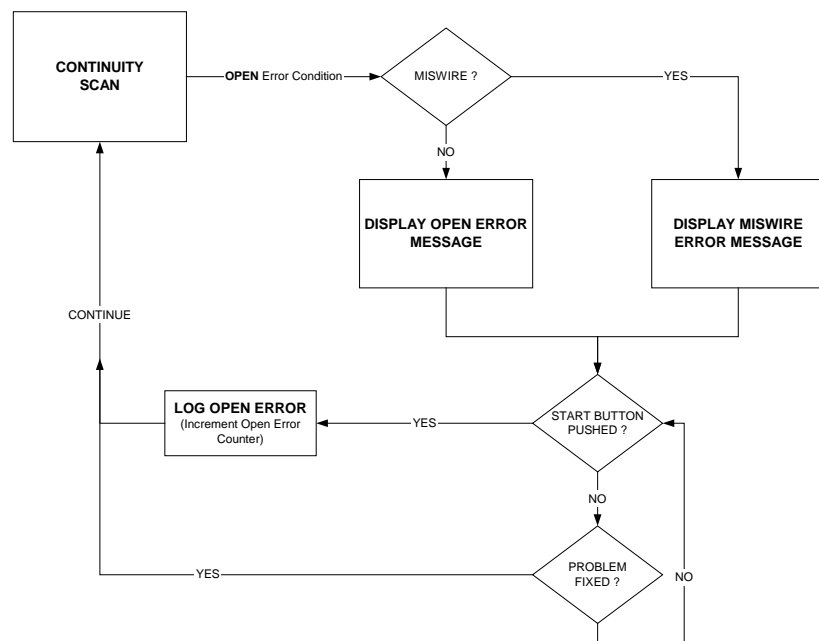 CONTINUITY
SCAN
OPEN Error Condition
MISWIRE ?
YES
NO
DISPLAY OPEN ERROR
MESSAGE
DISPLAY MISWIRE
ERROR MESSAGE
CONTINUE
LOG OPEN ERROR
(Increment Open Error
Counter)
YES
START BUTTON
PUSHED ?
NO
YES
PROBLEM
FIXED ?
NO